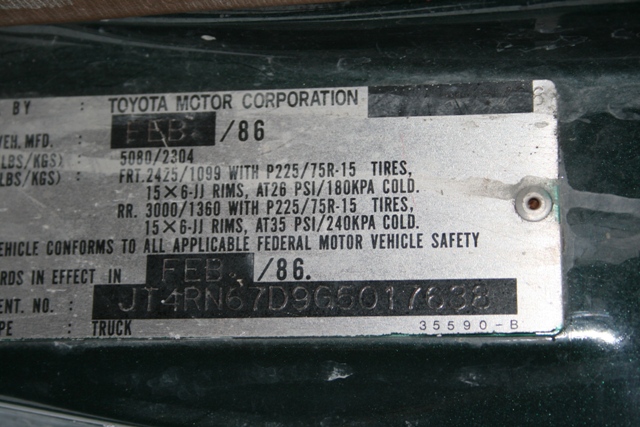 BY : TOYOTA MOTOR CORPORATION
VEH. MFD. : FEB. /86
(LBS/KGS) : 5080/2304
(LBS/KGS) : FRT. 2425/1099 WITH P225/75R-15 TIRES,
15×6-JJ RIMS, AT26 PSI/180KPA COLD.
RR. 3000/1360 WITH P225/75R-15 TIRES,
15×6-JJ RIMS, AT35 PSI/240KPA COLD.
VEHICLE CONFORMS TO ALL APPLICABLE FEDERAL MOTOR VEHICLE SAFETY
RDS IN EFFECT IN FEB. /86.
ENT. NO. : JT4RN67D9G5017638
PE : TRUCK 35590-B